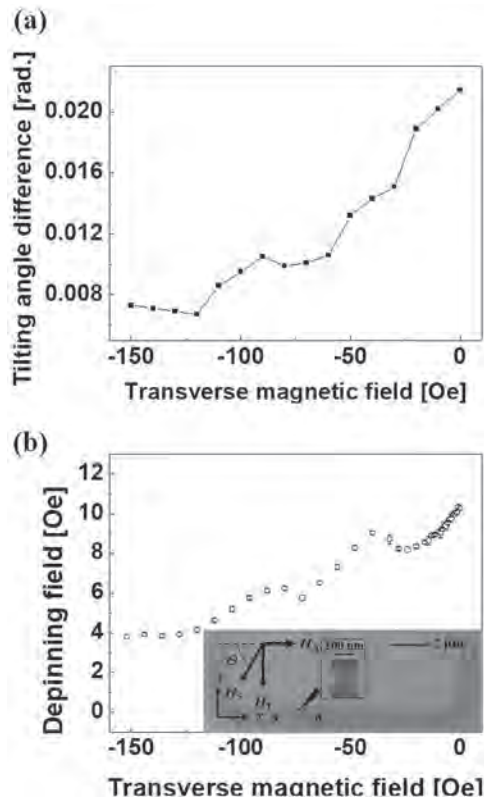 (a)
Tilting angle difference [rad.]
0.020
0.016
0.012
0.008
-150
-100
-50
0
Transverse magnetic field [Oe]
(b)
Depinning field [Oe]
12
10
8
6
4
2
0
100 nm
-150
-100
-50
0
Transverse magnetic field [Oe]